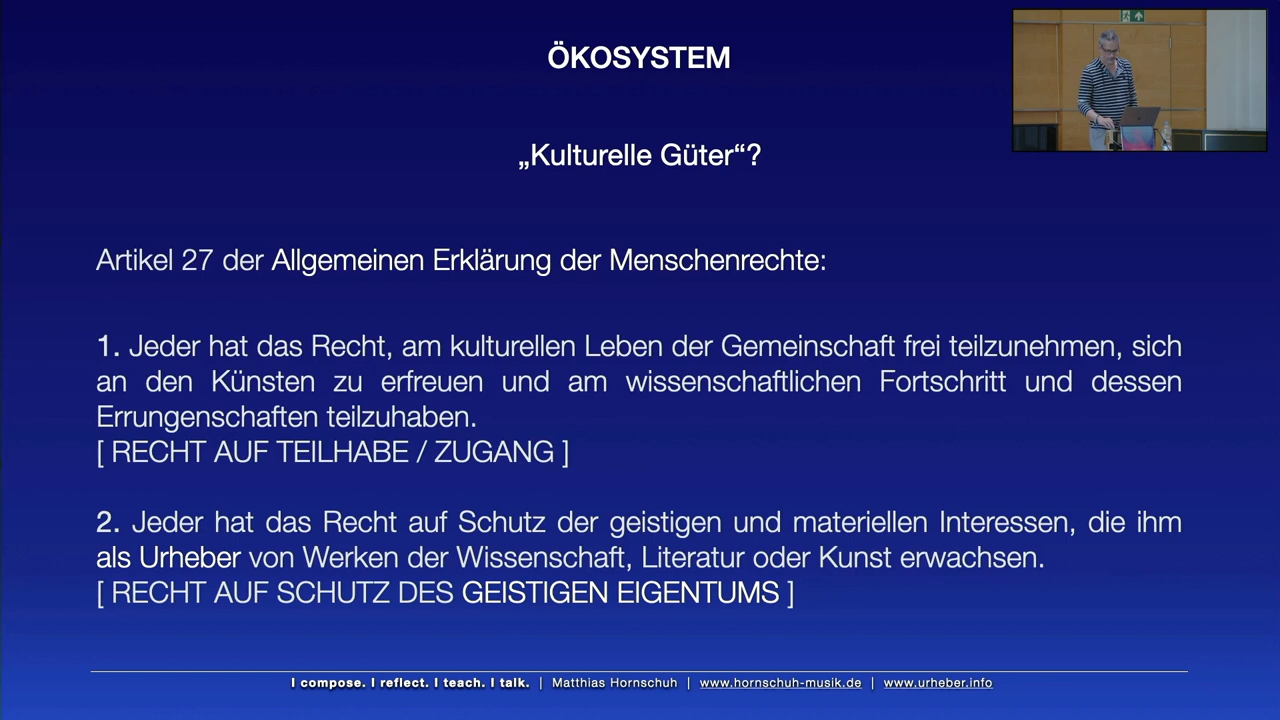 ÖKOSYSTEM
„Kulturelle Güter“?
Artikel 27 der Allgemeinen Erklärung der Menschenrechte:
1. Jeder hat das Recht, am kulturellen Leben der Gemeinschaft frei teilzunehmen, sich
an den Künsten zu erfreuen und am wissenschaftlichen Fortschritt und dessen
Errungenschaften teilzuhaben.
[ RECHT AUF TEILHABE / ZUGANG ]
2. Jeder hat das Recht auf Schutz der geistigen und materiellen Interessen, die ihm
als Urheber von Werken der Wissenschaft, Literatur oder Kunst erwachsen.
[ RECHT AUF SCHUTZ DES GEISTIGEN EIGENTUMS ]
I compose. I reflect. I teach. I talk. | Matthias Hornschuh | www.hornschuh-musik.de | www.urheber.info